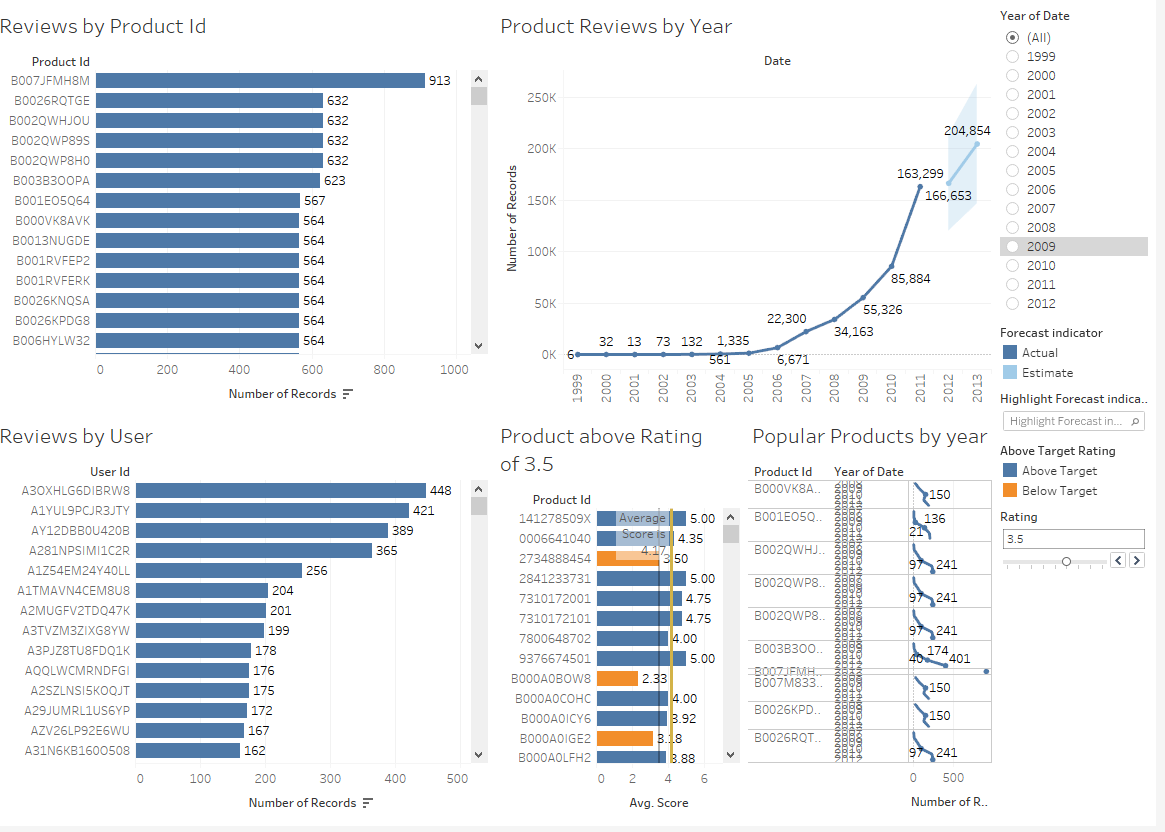 Reviews by Product Id
Product Id
B007JFMH8M 913
B0026RQTGE 632
B002QWHJOU 632
B002QWP89S 632
B002QWP8H0 632
B003B3OOPA 623
B001EO5Q64 567
B000VK8AVK 564
B0013NUGDE 564
B001RVFEP2 564
B001RVFERK 564
B0026KNQSA 564
B0026KPDG8 564
B006HYLW32 564
0 200 400 600 800 1000
Number of Records
Product Reviews by Year
Date
250K
200K
150K
100K
50K
0K
Number of Records
6 32 13 73 132 561 1,335 6,671 22,300 34,163 55,326 85,884 163,299 166,653 204,854
1999 2000 2001 2002 2003 2004 2005 2006 2007 2008 2009 2010 2011 2012 2013
Year of Date
(All)
1999
2000
2001
2002
2003
2004
2005
2006
2007
2008
2009
2010
2011
2012
Forecast indicator
Actual
Estimate
Highlight Forecast indica..
Highlight Forecast in...
Above Target Rating
Above Target
Below Target
Rating
3.5
Reviews by User
User Id
A3OXHLG6DIBRW8 448
A1YUL9PCJR3JTY 421
AY12DBB0U420B 389
A281NPSIMI1C2R 365
A1Z54EM24Y40LL 256
A1TMAVN4CEM8U8 204
A2MUGFV2TDQ47K 201
A3TVZM3ZIXG8YW 199
A3PJZ8TU8FDQ1K 178
AQQLWCMRNDFGI 176
A2SZLNSI5KOQJT 175
A29JUMRL1US6YP 172
AZV26LP92E6WU 167
A31N6KB160O508 162
0 100 200 300 400 500
Number of Records
Product above Rating
of 3.5
Product Id
141278509X 5.00
0006641040 4.35
2734888454 3.50
2841233731 5.00
7310172001 4.75
7310172101 4.75
7800648702 4.00
9376674501 5.00
B000A0BOW8 2.33
B000A0COHC 4.00
B000A0ICY6 3.92
B000A0IGE2 3.18
B000A0LFH2 3.88
Average
Score is
4.17
0 2 4 6
Avg. Score
Popular Products by year
Product Id Year of Date
B000VK8A.. 150
B001EO5Q.. 136
21
B002QWHJ..
97 241
B002QWP8..
97 241
B002QWP8..
97 241
B003B3OO.. 174
40 401
B007JFMH..
B007M833.. 150
B0026KPD.. 150
B0026RQT..
97 241
0 500
Number of R..